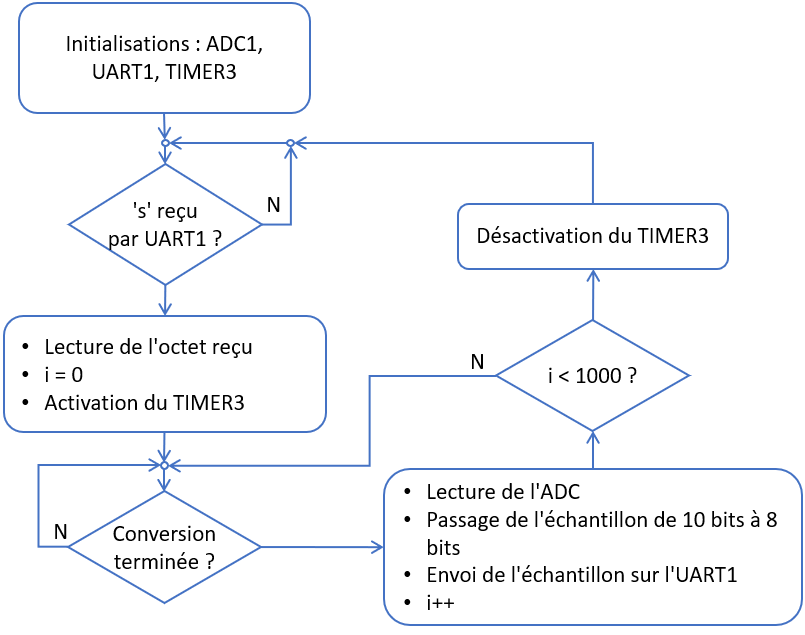 Initialisations : ADC1,
UART1, TIMER3
's' reçu
par UART1 ?
N
Désactivation du TIMER3
• Lecture de l'octet reçu
• i = 0
• Activation du TIMER3
N
i < 1000 ?
N
Conversion
terminée ?
• Lecture de l'ADC
• Passage de l'échantillon de 10 bits à 8
bits
• Envoi de l'échantillon sur l'UART1
• i++